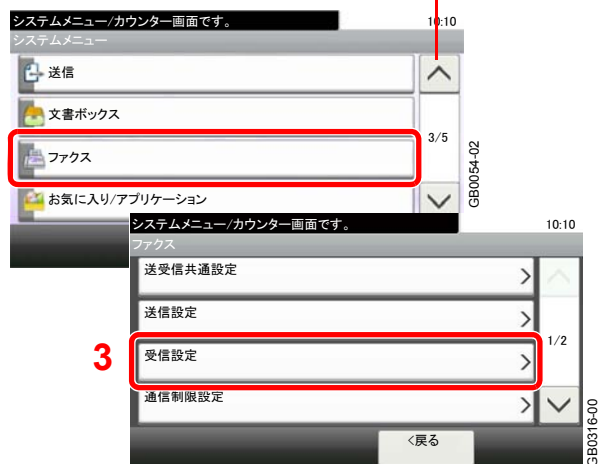 システムメニュー/カウンター画面です。 10:10
システムメニュー
送信
文書ボックス
3/5
ファクス
お気に入り/アプリケーション
GB0054-02
システムメニュー/カウンター画面です。 10:10
ファクス
送受信共通設定
送信設定
1/2
3
受信設定
通信制限設定
<戻る
GB0316-00